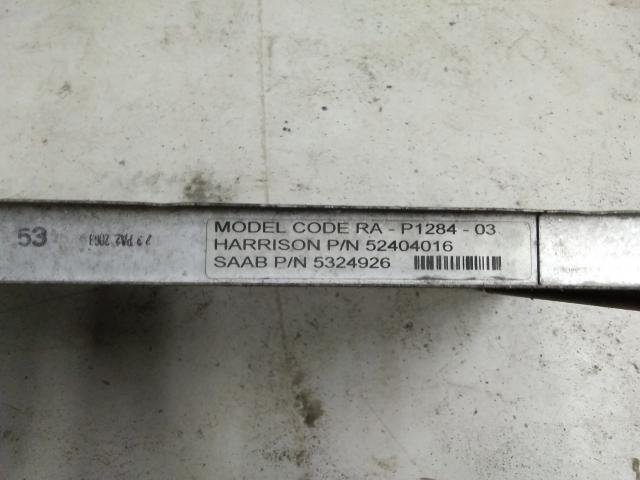 53
MODEL CODE RA - P1284 - 03
HARRISON P/N 52404016
SAAB P/N 5324926